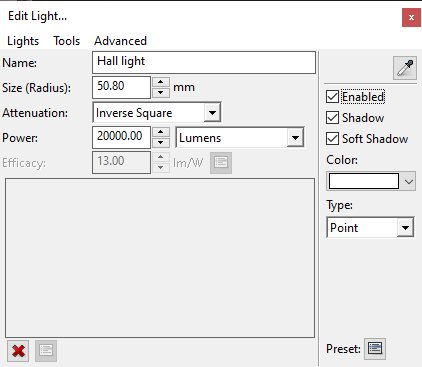 Edit Light...
x
Lights Tools Advanced
Name: Hall light
Size (Radius): 50.80 mm
Attenuation: Inverse Square
Power: 20000.00 Lumens
Efficacy: 13.00 lm/W
Enabled
Shadow
Soft Shadow
Color:
Type:
Point
Preset: